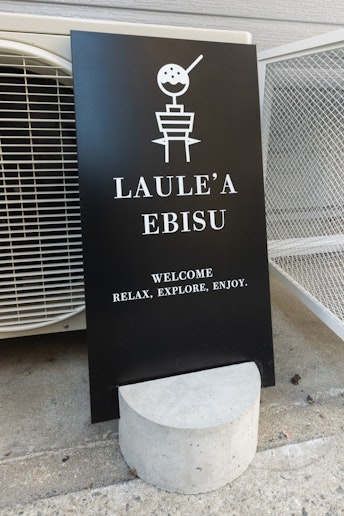 LAULE'A
EBISU
WELCOME
RELAX, EXPLORE, ENJOY.